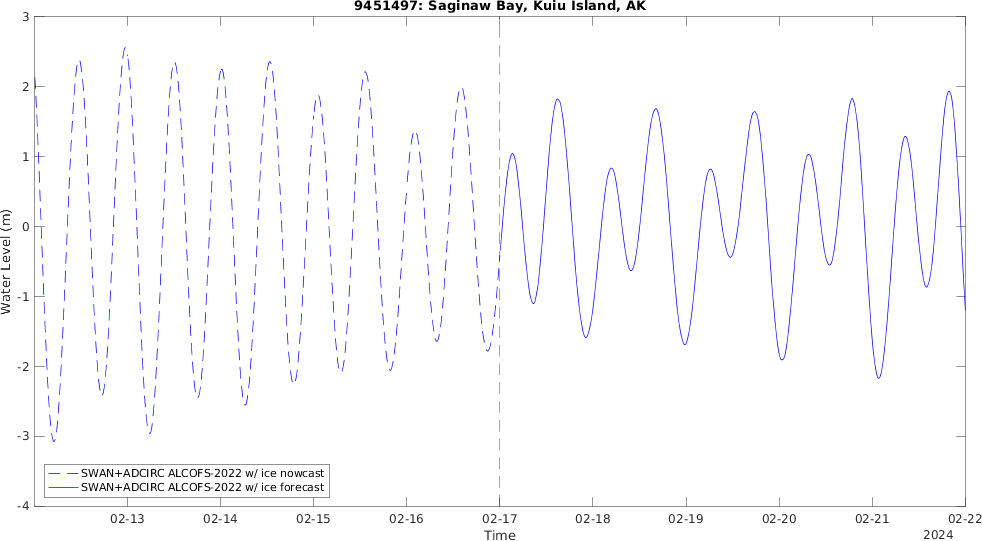 9451497: Saginaw Bay, Kuiu Island, AK
3
2
1
0
-1
-2
-3
-4
Water Level (m)
SWAN+ADCIRC ALCOFS-2022 w/ ice nowcast
SWAN+ADCIRC ALCOFS-2022 w/ ice forecast
02-13 02-14 02-15 02-16 02-17 02-18 02-19 02-20 02-21 02-22
Time
2024